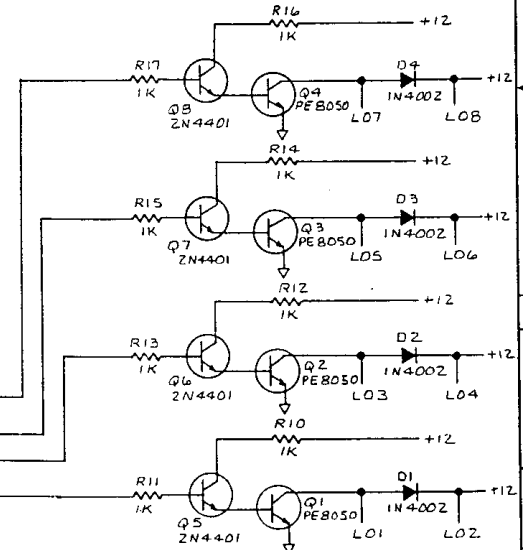 R16
1K
+12
R17
1K
Q8
2N4401
Q4
PE8050
D4
1N4002
+12
L07
L08
R14
1K
+12
R15
1K
Q7
2N4401
Q3
PE8050
D3
1N4002
+12
L05
L06
R12
1K
+12
R13
1K
Q6
2N4401
Q2
PE8050
D2
1N4002
+12
L03
L04
R10
1K
+12
R11
1K
Q5
2N4401
Q1
PE8050
D1
1N4002
+12
L01
L02